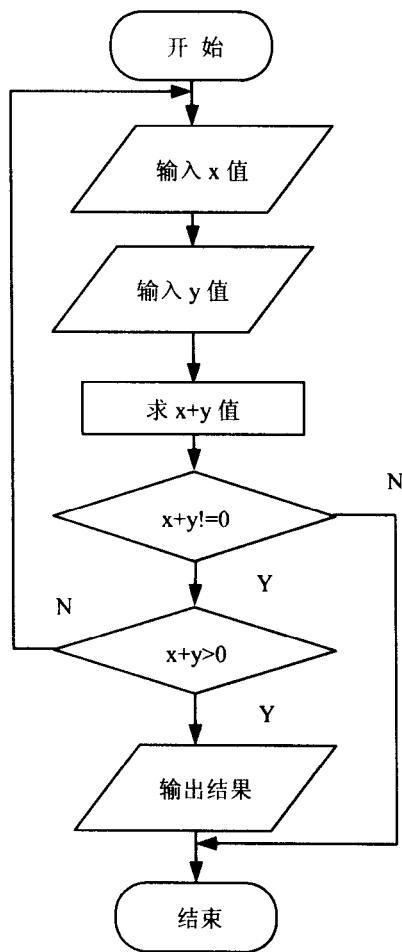 开 始
输入 x 值
输入 y 值
求 x+y 值
x+y!=0
N
Y
N
x+y>0
Y
输出结果
结束